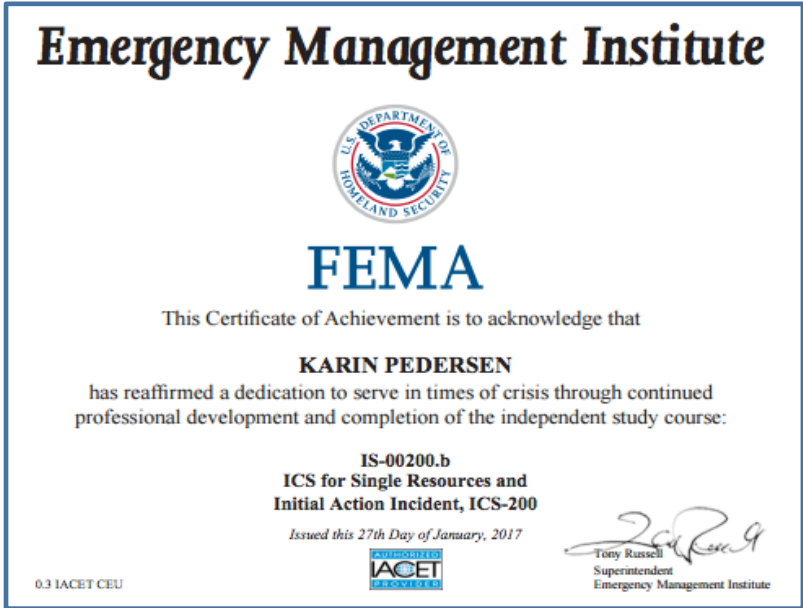 Emergency Management Institute
U.S. DEPARTMENT OF
HOMELAND SECURITY
FEMA
This Certificate of Achievement is to acknowledge that
KARIN PEDERSEN
has reaffirmed a dedication to serve in times of crisis through continued
professional development and completion of the independent study course:
IS-00200.b
ICS for Single Resources and
Initial Action Incident, ICS-200
Issued this 27th Day of January, 2017
Tony Russell
Superintendent
Emergency Management Institute
AUTHORIZED
IACET
PROVIDER
0.3 IACET CEU